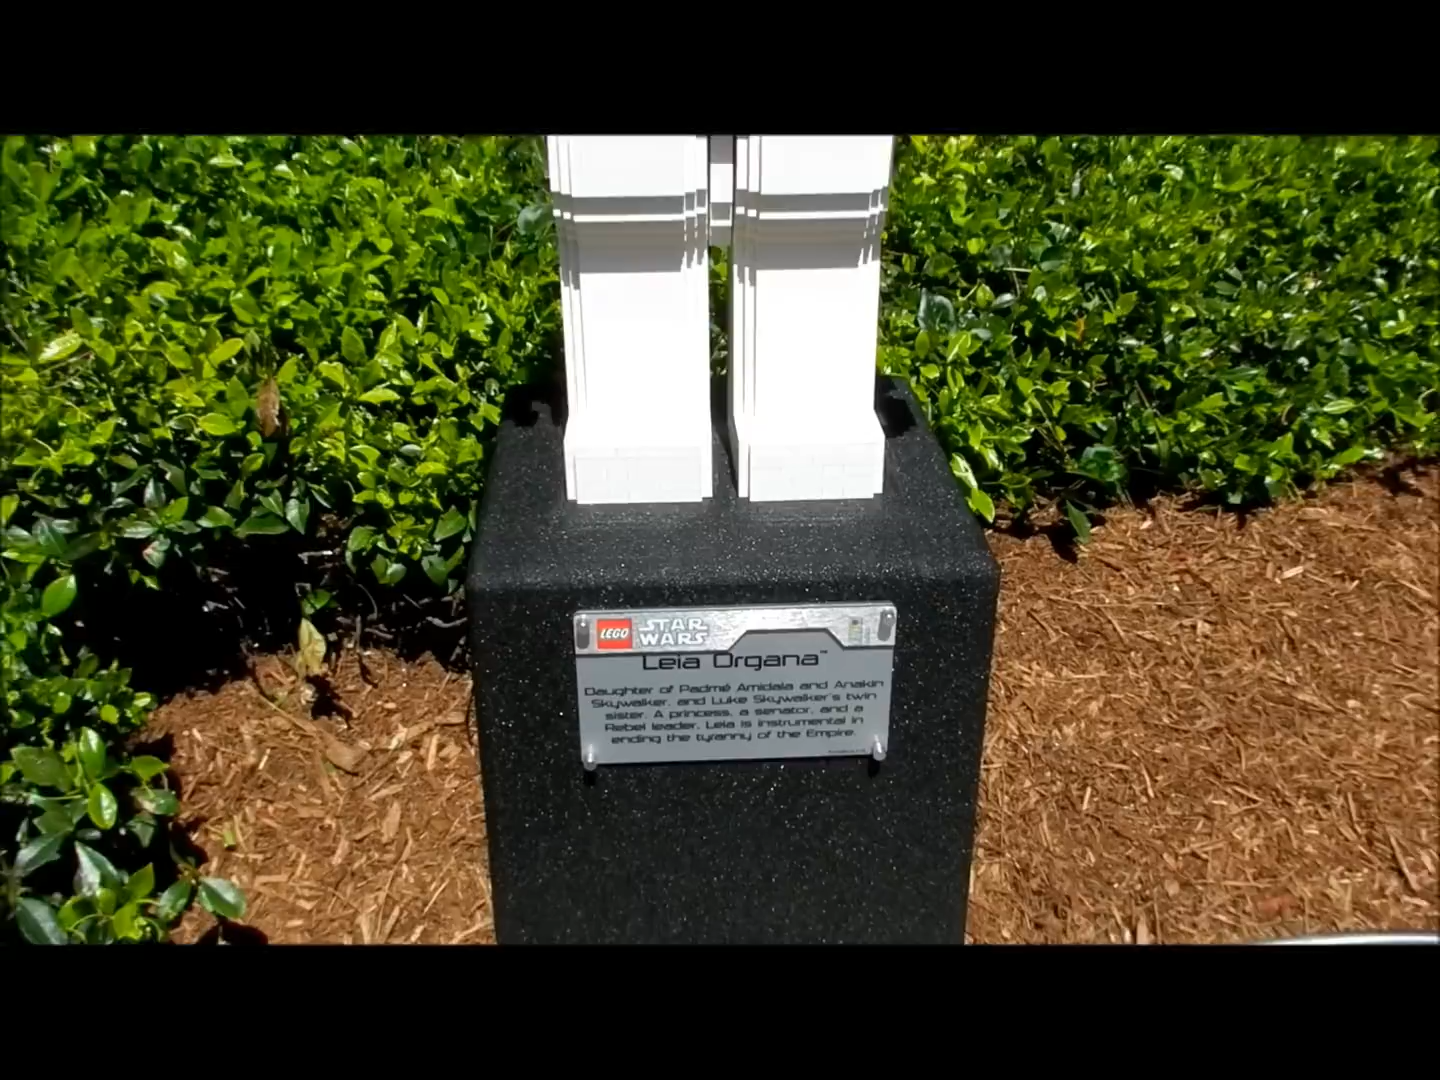 LEGO STAR WARS
Leia Organa™
Daughter of Padmé Amidala and Anakin
Skywalker, and Luke Skywalker's twin
sister. A princess, a senator, and a
Rebel leader, Leia is instrumental in
ending the tyranny of the Empire.